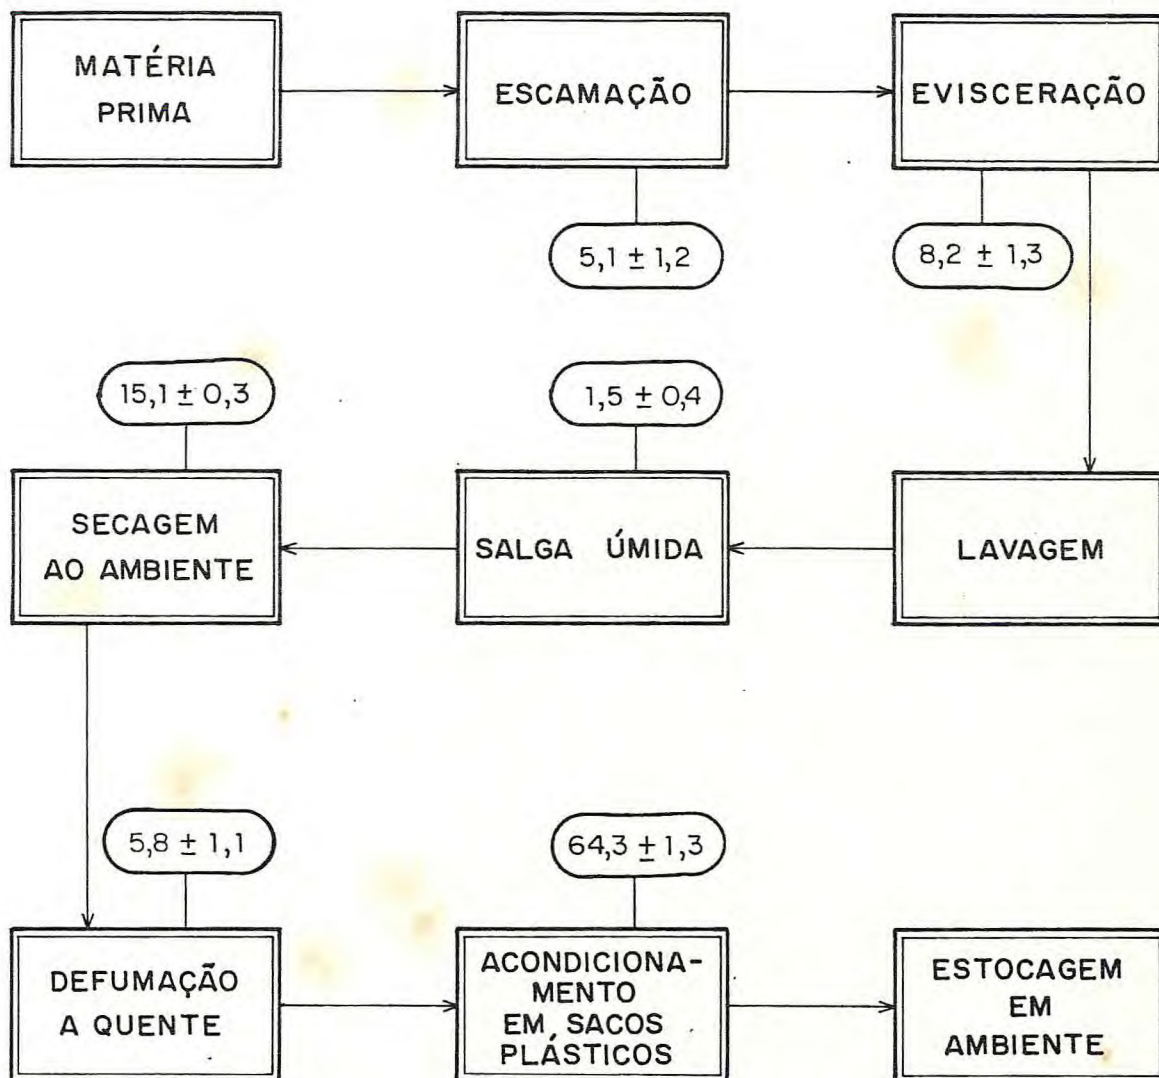 MATÉRIA
PRIMA
ESCAMAÇÃO
EVISCERAÇÃO
5,1 ± 1,2
8,2 ± 1,3
15,1 ± 0,3
1,5 ± 0,4
SECAGEM
AO AMBIENTE
SALGA ÚMIDA
LAVAGEM
5,8 ± 1,1
64,3 ± 1,3
DEFUMAÇÃO
A QUENTE
ACONDICIONA-
MENTO
EM SACOS
PLÁSTICOS
ESTOCAGEM
EM
AMBIENTE